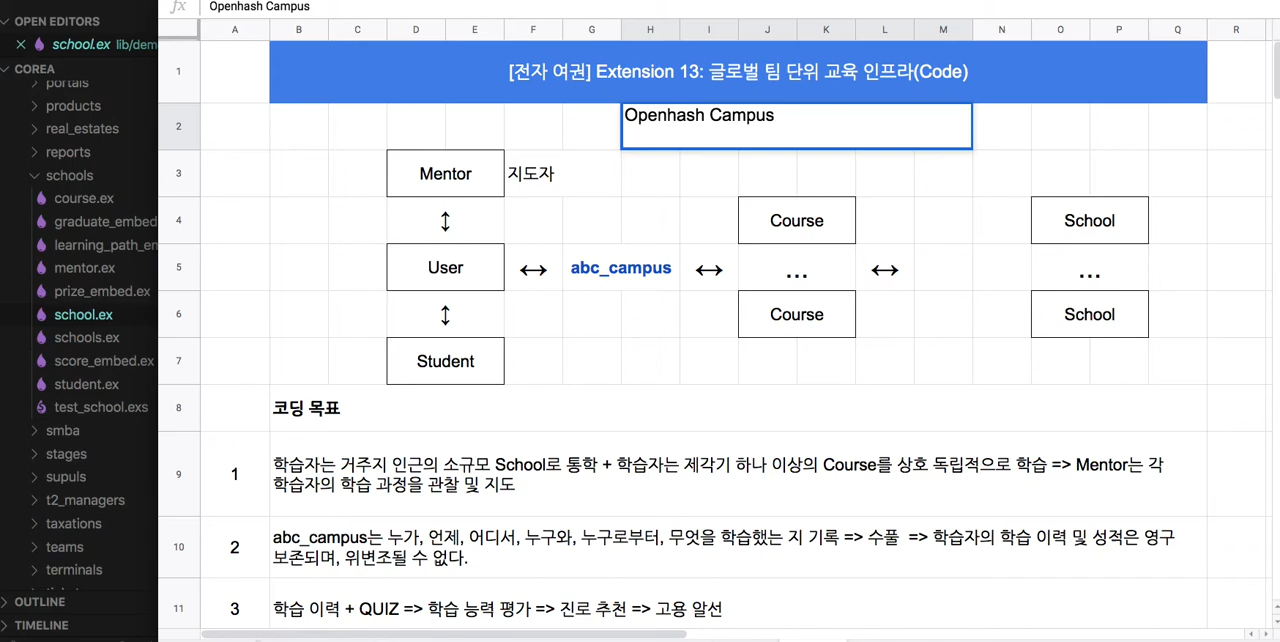 OPEN EDITORS
school.ex lib/dem
COREA
portals
products
real_estates
reports
schools
course.ex
graduate_embed
learning_path_em
mentor.ex
prize_embed.ex
school.ex
schools.ex
score_embed.ex
student.ex
test_school.exs
smba
stages
supuls
t2_managers
taxations
teams
terminals
OUTLINE
TIMELINE
fx Openhash Campus
A B C D E F G H I J K L M N O P Q R
1 [전자 여권] Extension 13: 글로벌 팀 단위 교육 인프라(Code)
2 Openhash Campus
3 Mentor 지도자
4 ↕ Course School
5 User ↔ abc_campus ↔ ... ↔ ...
6 ↕ Course School
7 Student
8 코딩 목표
9 1 학습자는 거주지 인근의 소규모 School로 통학 + 학습자는 제각기 하나 이상의 Course를 상호 독립적으로 학습 => Mentor는 각
학습자의 학습 과정을 관찰 및 지도
10 2 abc_campus는 누가, 언제, 어디서, 누구와, 누구로부터, 무엇을 학습했는 지 기록 => 수풀 => 학습자의 학습 이력 및 성적은 영구
보존되며, 위변조될 수 없다.
11 3 학습 이력 + QUIZ => 학습 능력 평가 => 진로 추천 => 고용 알선